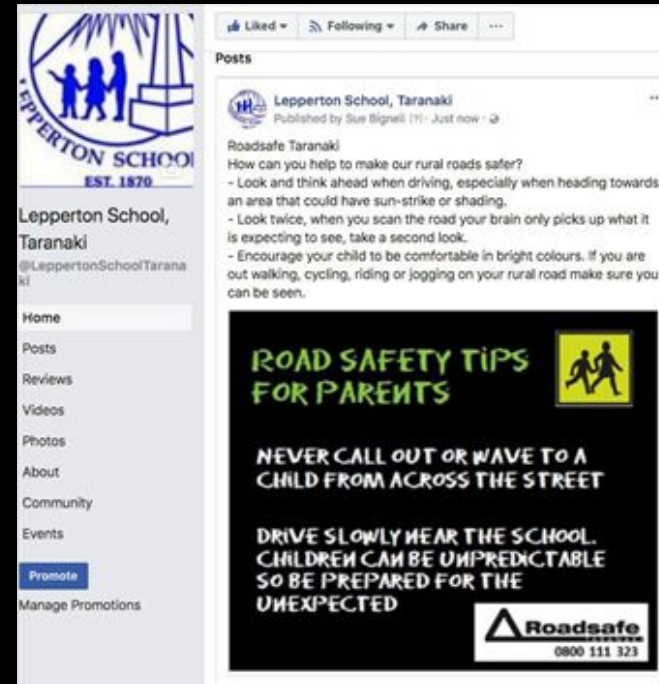 LEPPERTON SCHOOL
EST. 1870
Lepperton School,
Taranaki
@LeppertonSchoolTarana
ki
Home
Posts
Reviews
Videos
Photos
About
Community
Events
Promote
Manage Promotions
Liked
Following
Share
Posts
Lepperton School, Taranaki
Published by Sue Bignell [?] · Just now ·
Roadsafe Taranaki
How can you help to make our rural roads safer?
- Look and think ahead when driving, especially when heading towards
an area that could have sun-strike or shading.
- Look twice, when you scan the road your brain only picks up what it
is expecting to see, take a second look.
- Encourage your child to be comfortable in bright colours. If you are
out walking, cycling, riding or jogging on your rural road make sure you
can be seen.
ROAD SAFETY TIPS
FOR PARENTS
NEVER CALL OUT OR WAVE TO A
CHILD FROM ACROSS THE STREET
DRIVE SLOWLY NEAR THE SCHOOL.
CHILDREN CAN BE UNPREDICTABLE
SO BE PREPARED FOR THE
UNEXPECTED
Roadsafe
0800 111 323